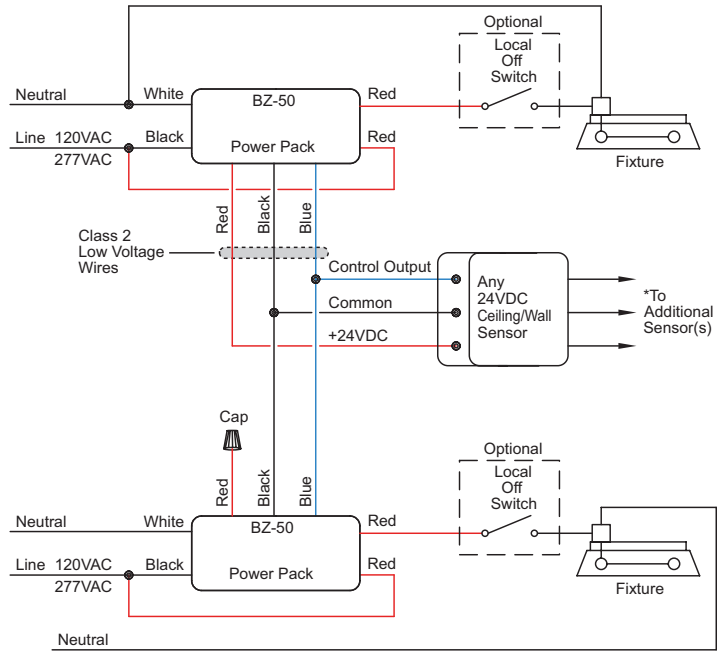 Optional
Local
Off
Switch
Neutral
White
BZ-50
Red
Line 120VAC
277VAC
Black
Power Pack
Red
Fixture
Red
Black
Blue
Class 2
Low Voltage
Wires
Control Output
Common
+24VDC
Any
24VDC
Ceiling/Wall
Sensor
*To
Additional
Sensor(s)
Cap
Red
Black
Blue
Optional
Local
Off
Switch
Neutral
White
BZ-50
Red
Line 120VAC
277VAC
Black
Power Pack
Red
Fixture
Neutral